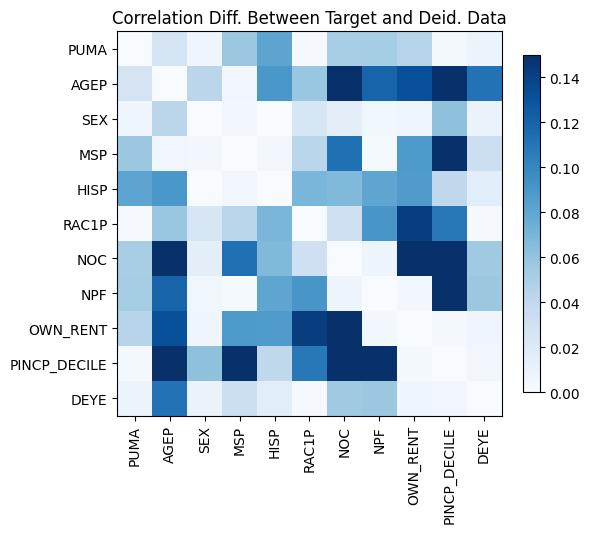 Correlation Diff. Between Target and Deid. Data
PUMA
AGEP
SEX
MSP
HISP
RAC1P
NOC
NPF
OWN_RENT
PINCP_DECILE
DEYE
PUMA
AGEP
SEX
MSP
HISP
RAC1P
NOC
NPF
OWN_RENT
PINCP_DECILE
DEYE
0.14
0.12
0.10
0.08
0.06
0.04
0.02
0.00